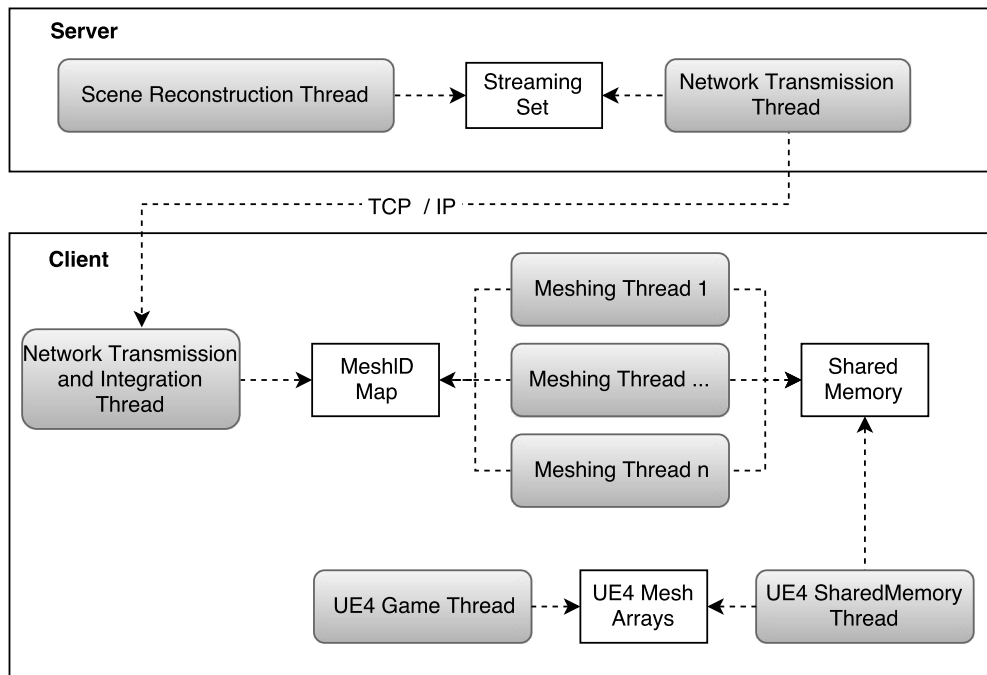 Server
Scene Reconstruction Thread
Streaming
Set
Network Transmission
Thread
TCP / IP
Client
Network Transmission
and Integration
Thread
MeshID
Map
Meshing Thread 1
Meshing Thread ...
Meshing Thread n
Shared
Memory
UE4 Game Thread
UE4 Mesh
Arrays
UE4 SharedMemory
Thread